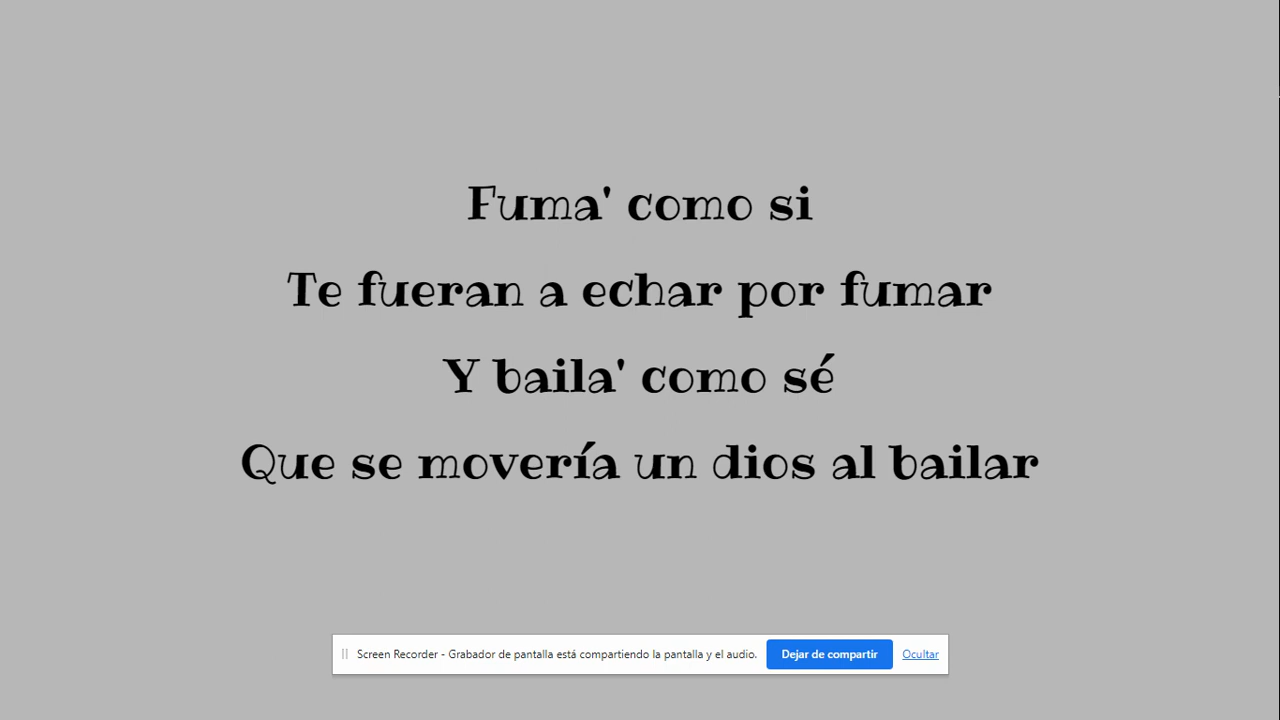 Fuma' como si
Te fueran a echar por fumar
Y baila' como sé
Que se movería un dios al bailar
Screen Recorder - Grabador de pantalla está compartiendo la pantalla y el audio. Dejar de compartir Ocultar